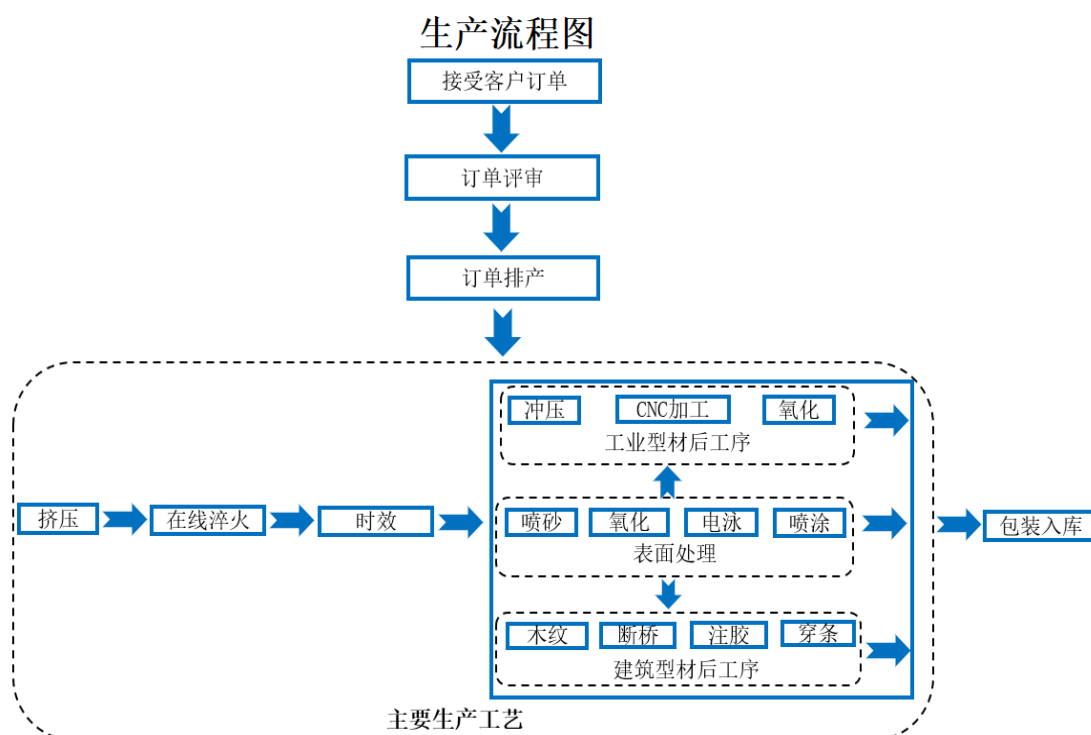 生产流程图
接受客户订单
订单评审
订单排产
冲压 CNC加工 氧化
工业型材后工序
挤压 在线淬火 时效 喷砂 氧化 电泳 喷涂 包装入库
表面处理
木纹 断桥 注胶 穿条
建筑型材后工序
主要生产工艺